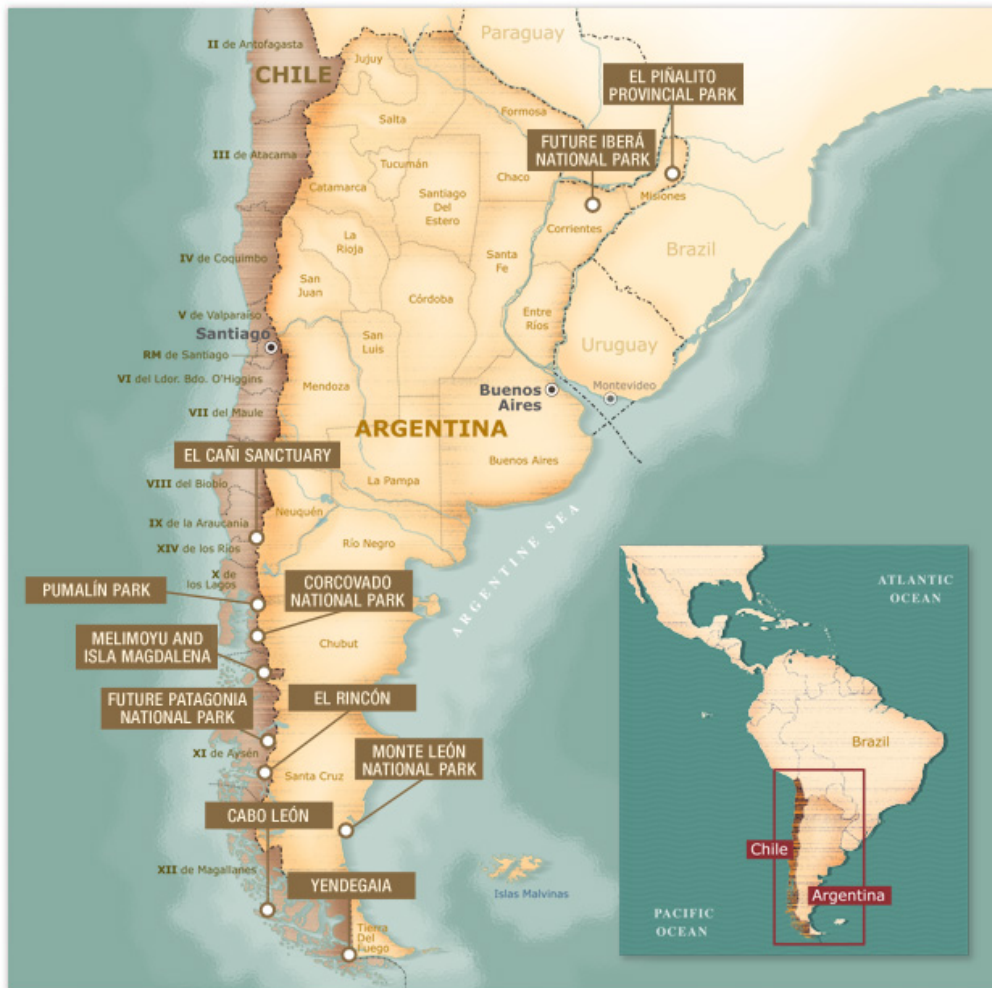 Paraguay
II de Antofagasta
Jujuy
CHILE
EL PIÑALITO
PROVINCIAL PARK
Formosa
Salta
FUTURE IBERÁ
NATIONAL PARK
III de Atacama
Tucumán
Chaco
Catamarca
Santiago
Del
Estero
Misiones
Corrientes
La
Rioja
Brazil
IV de Coquimbo
Santa
Fe
San
Juan
Córdoba
V de Valparaíso
Entre
Ríos
Santiago
San
Luis
Uruguay
RM de Santiago
VI del Ldor. Bdo. O'Higgins
Mendoza
Buenos
Aires
Montevideo
VII del Maule
ARGENTINA
EL CAÑI SANCTUARY
Buenos Aires
VIII del Biobío
La Pampa
Neuquén
IX de la Araucanía
XIV de los Ríos
Río Negro
ARGENTINE SEA
X de
los Lagos
PUMALÍN PARK
CORCOVADO
NATIONAL PARK
ATLANTIC
OCEAN
MELIMOYU AND
ISLA MAGDALENA
Chubut
FUTURE PATAGONIA
NATIONAL PARK
EL RINCÓN
Brazil
XI de Aysén
Santa Cruz
MONTE LEÓN
NATIONAL PARK
CABO LEÓN
Chile
XII de Magallanes
YENDEGAIA
Islas Malvinas
Argentina
PACIFIC
OCEAN
Tierra
Del
Fuego